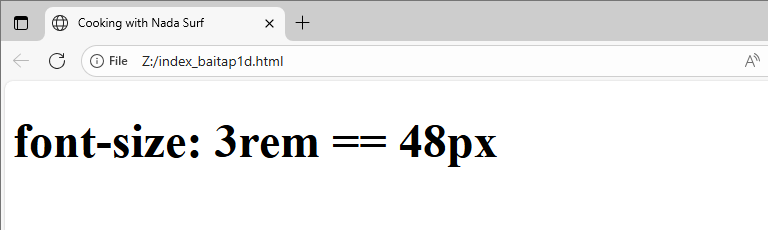 Cooking with Nada Surf
File Z:/index_baitap1d.html A
font-size: 3rem == 48px